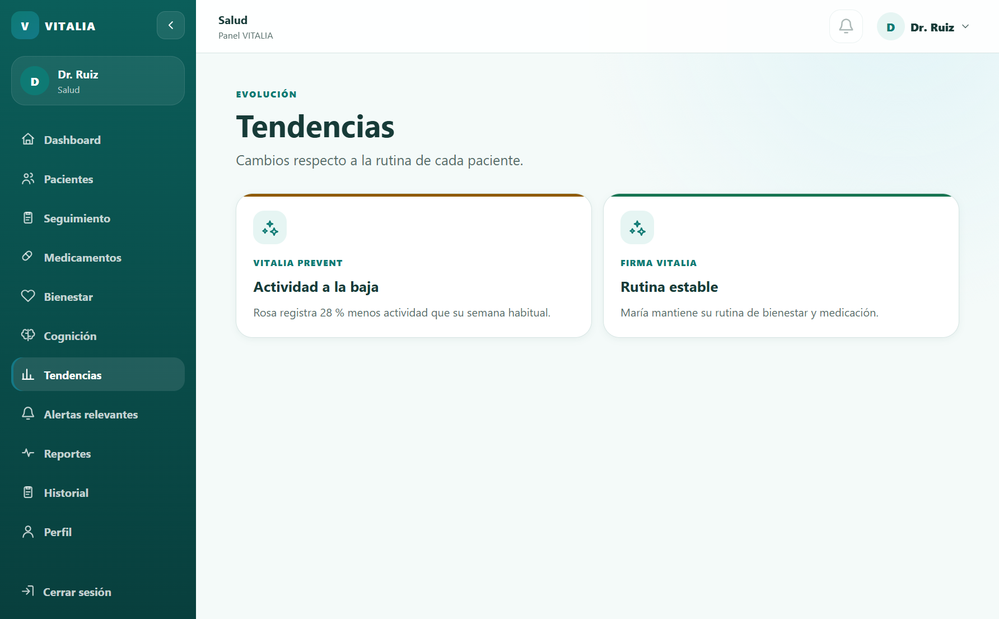 V VITALIA
D Dr. Ruiz
Salud
Dashboard
Pacientes
Seguimiento
Medicamentos
Bienestar
Cognición
Tendencias
Alertas relevantes
Reportes
Historial
Perfil
Cerrar sesión
Salud
Panel VITALIA
D Dr. Ruiz
EVOLUCIÓN
Tendencias
Cambios respecto a la rutina de cada paciente.
VITALIA PREVENT
Actividad a la baja
Rosa registra 28 % menos actividad que su semana habitual.
FIRMA VITALIA
Rutina estable
María mantiene su rutina de bienestar y medicación.